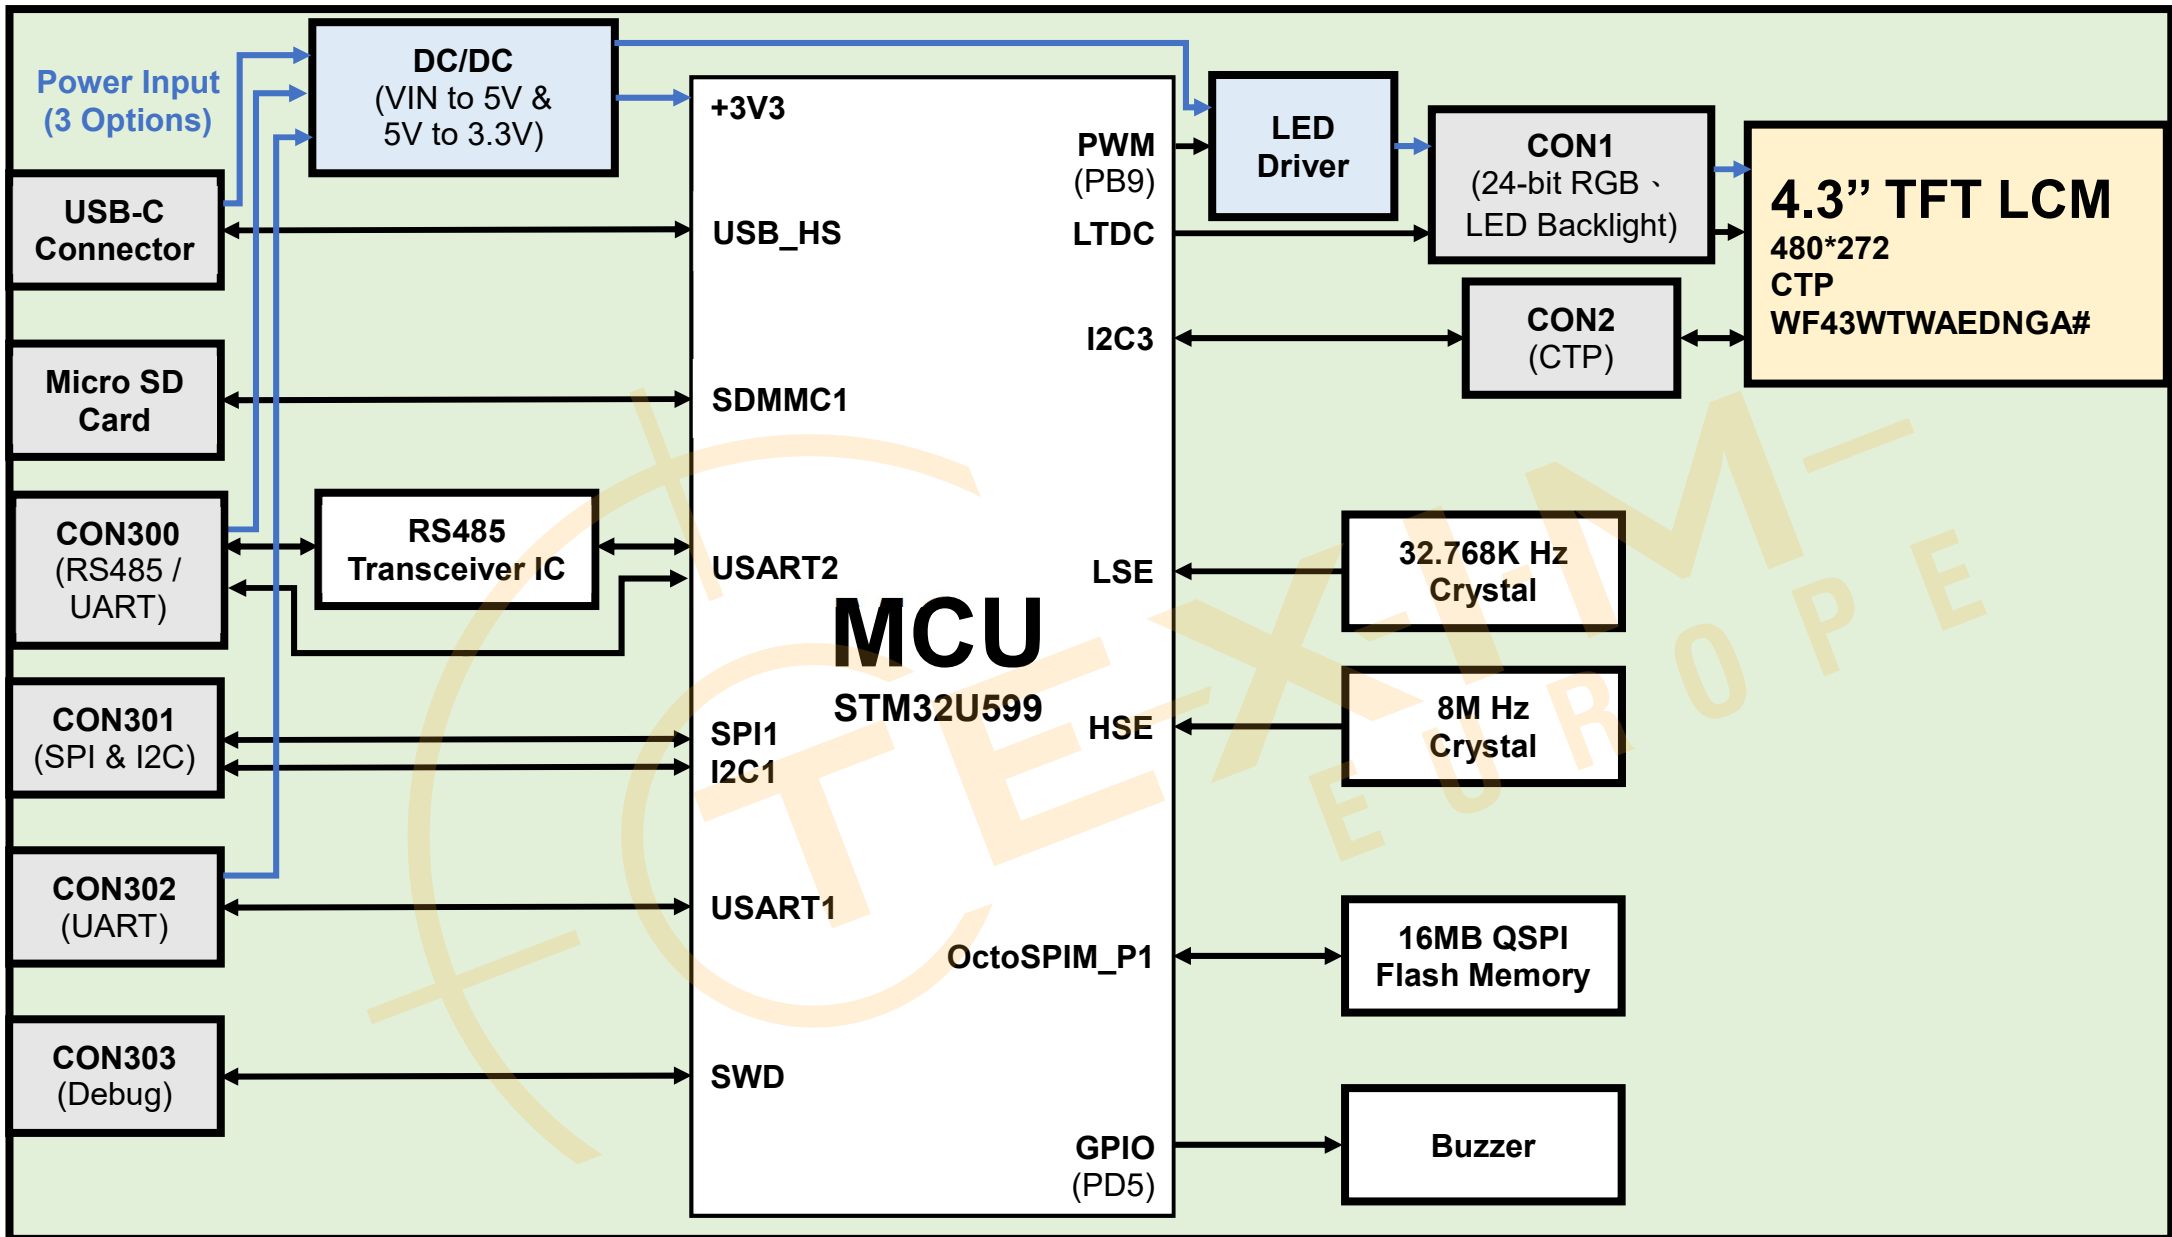 Power Input
(3 Options)
DC/DC
(VIN to 5V &
5V to 3.3V)
USB-C
Connector
Micro SD
Card
CON300
(RS485 /
UART)
RS485
Transceiver IC
CON301
(SPI & I2C)
CON302
(UART)
CON303
(Debug)
+3V3
USB_HS
SDMMC1
USART2
SPI1
I2C1
USART1
SWD
MCU
STM32U599
PWM
(PB9)
LTDC
I2C3
LSE
HSE
OctoSPIM_P1
GPIO
(PD5)
LED
Driver
CON1
(24-bit RGB、
LED Backlight)
CON2
(CTP)
4.3” TFT LCM
480*272
CTP
WF43WTWAEDNGA#
32.768K Hz
Crystal
8M Hz
Crystal
16MB QSPI
Flash Memory
Buzzer
TEXIM
EUROPE